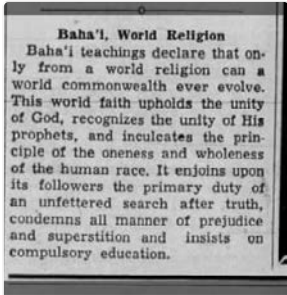 Baha'i, World Religion
Baha'i teachings declare that on-
ly from a world religion can a
world commonwealth ever evolve.
This world faith upholds the unity
of God, recognizes the unity of His
prophets, and inculcates the prin-
ciple of the oneness and wholeness
of the human race. It enjoins upon
its followers the primary duty of
an unfettered search after truth,
condemns all manner of prejudice
and superstition and insists on
compulsory education.